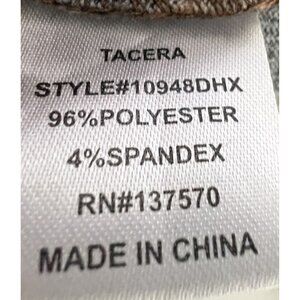 TACERA
STYLE#10948DHX
96%POLYESTER
4%SPANDEX
RN#137570
MADE IN CHINA